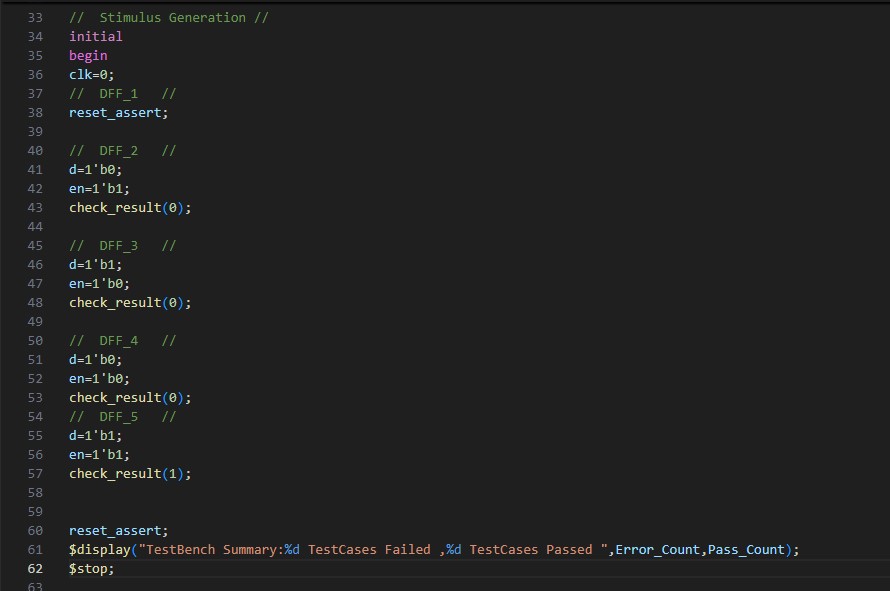 33 // Stimulus Generation //
34 initial
35 begin
36 clk=0;
37 // DFF_1 //
38 reset_assert;
39
40 // DFF_2 //
41 d=1'b0;
42 en=1'b1;
43 check_result(0);
44
45 // DFF_3 //
46 d=1'b1;
47 en=1'b0;
48 check_result(0);
49
50 // DFF_4 //
51 d=1'b0;
52 en=1'b0;
53 check_result(0);
54 // DFF_5 //
55 d=1'b1;
56 en=1'b1;
57 check_result(1);
58
59
60 reset_assert;
61 $display("TestBench Summary:%d TestCases Failed ,%d TestCases Passed ",Error_Count,Pass_Count);
62 $stop;
63